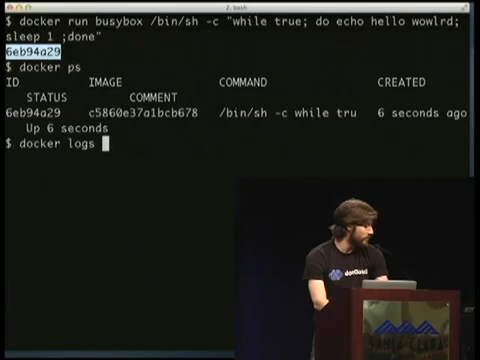 2. bash
$ docker run busybox /bin/sh -c "while true; do echo hello wowlrd;
sleep 1 ;done"
6eb94a29
$ docker ps
ID IMAGE COMMAND CREATED
STATUS COMMENT
6eb94a29 c5860e37a1bcb678 /bin/sh -c while tru 6 seconds ago
Up 6 seconds
$ docker logs
dotCloud
SANTA CLARA